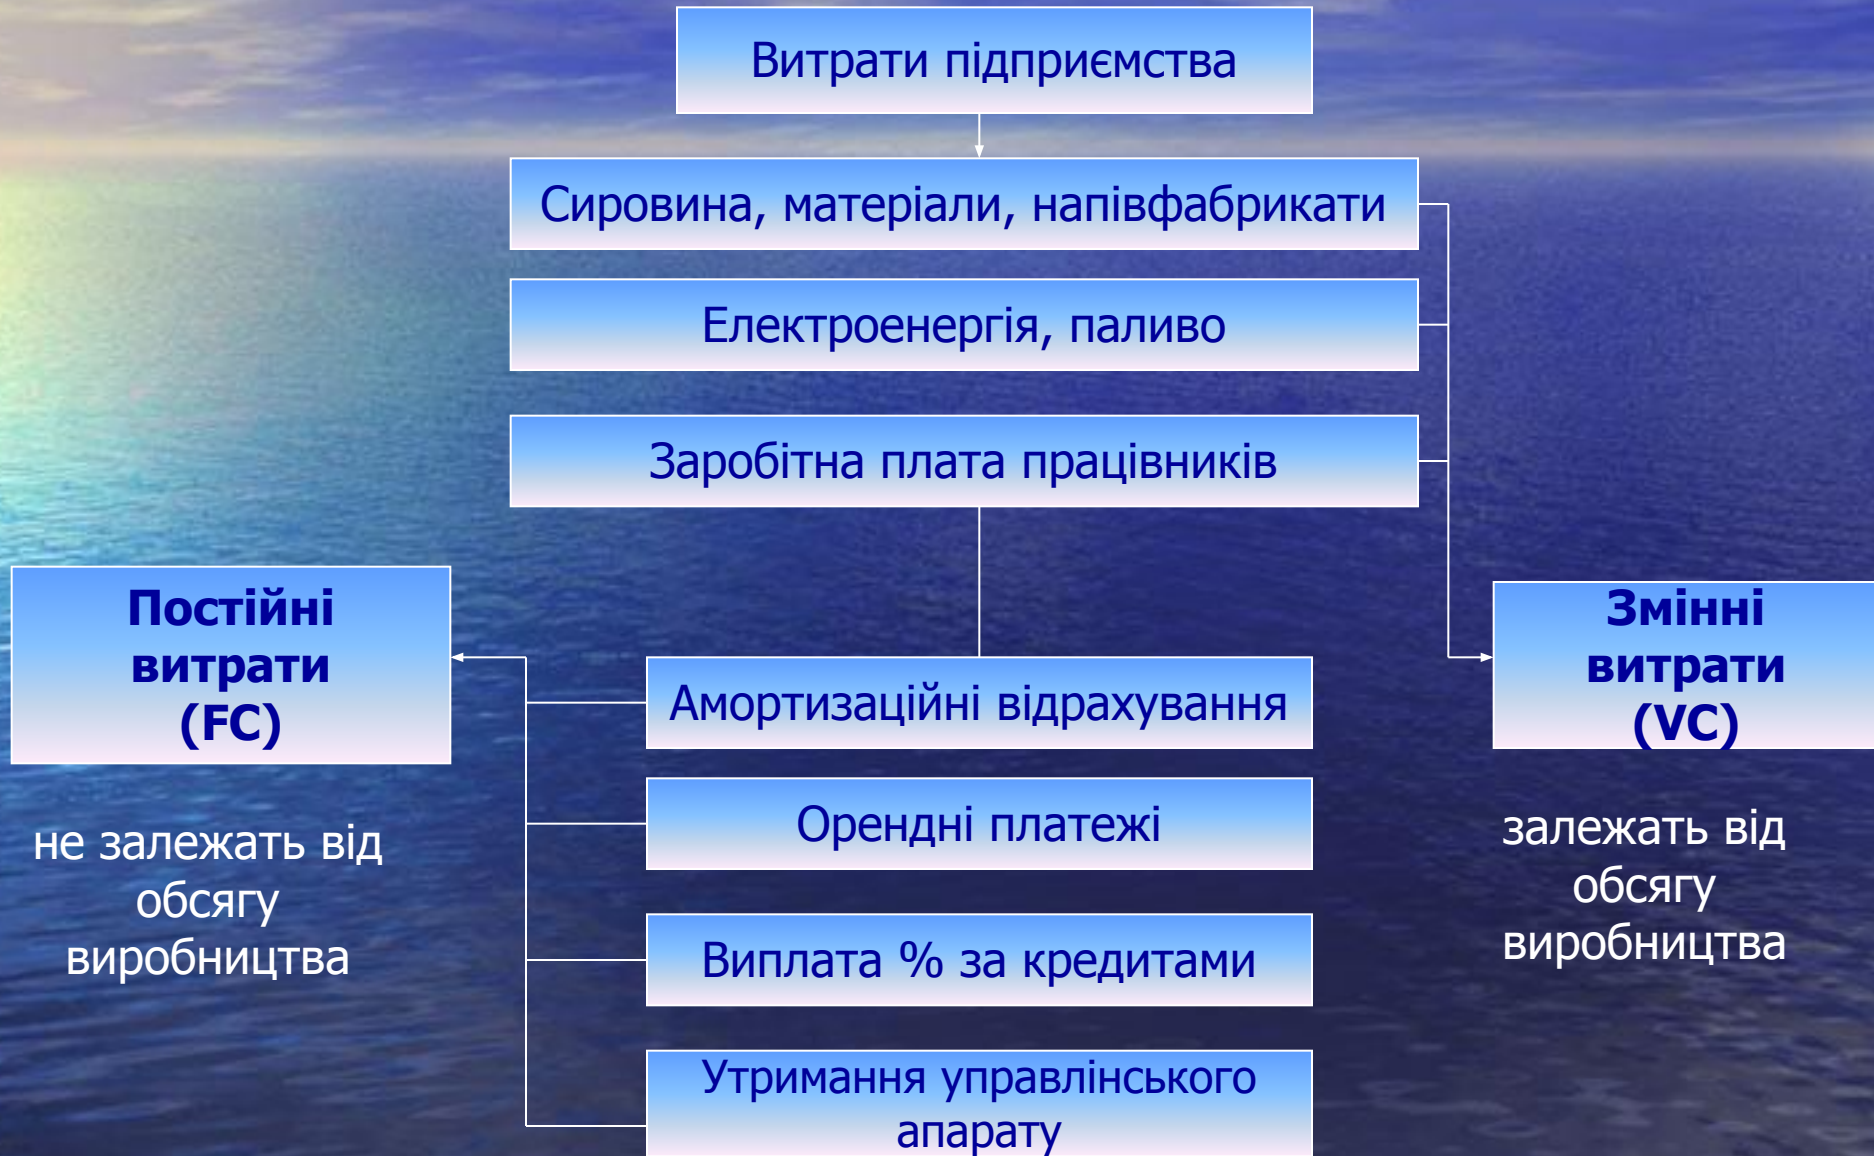 Витрати підприємства
Сировина, матеріали, напівфабрикати
Електроенергія, паливо
Заробітна плата працівників
Постійні
витрати
(FC)
не залежать від
обсягу
виробництва
Амортизаційні відрахування
Орендні платежі
Виплата % за кредитами
Утримання управлінського
апарату
Змінні
витрати
(VC)
залежать від
обсягу
виробництва